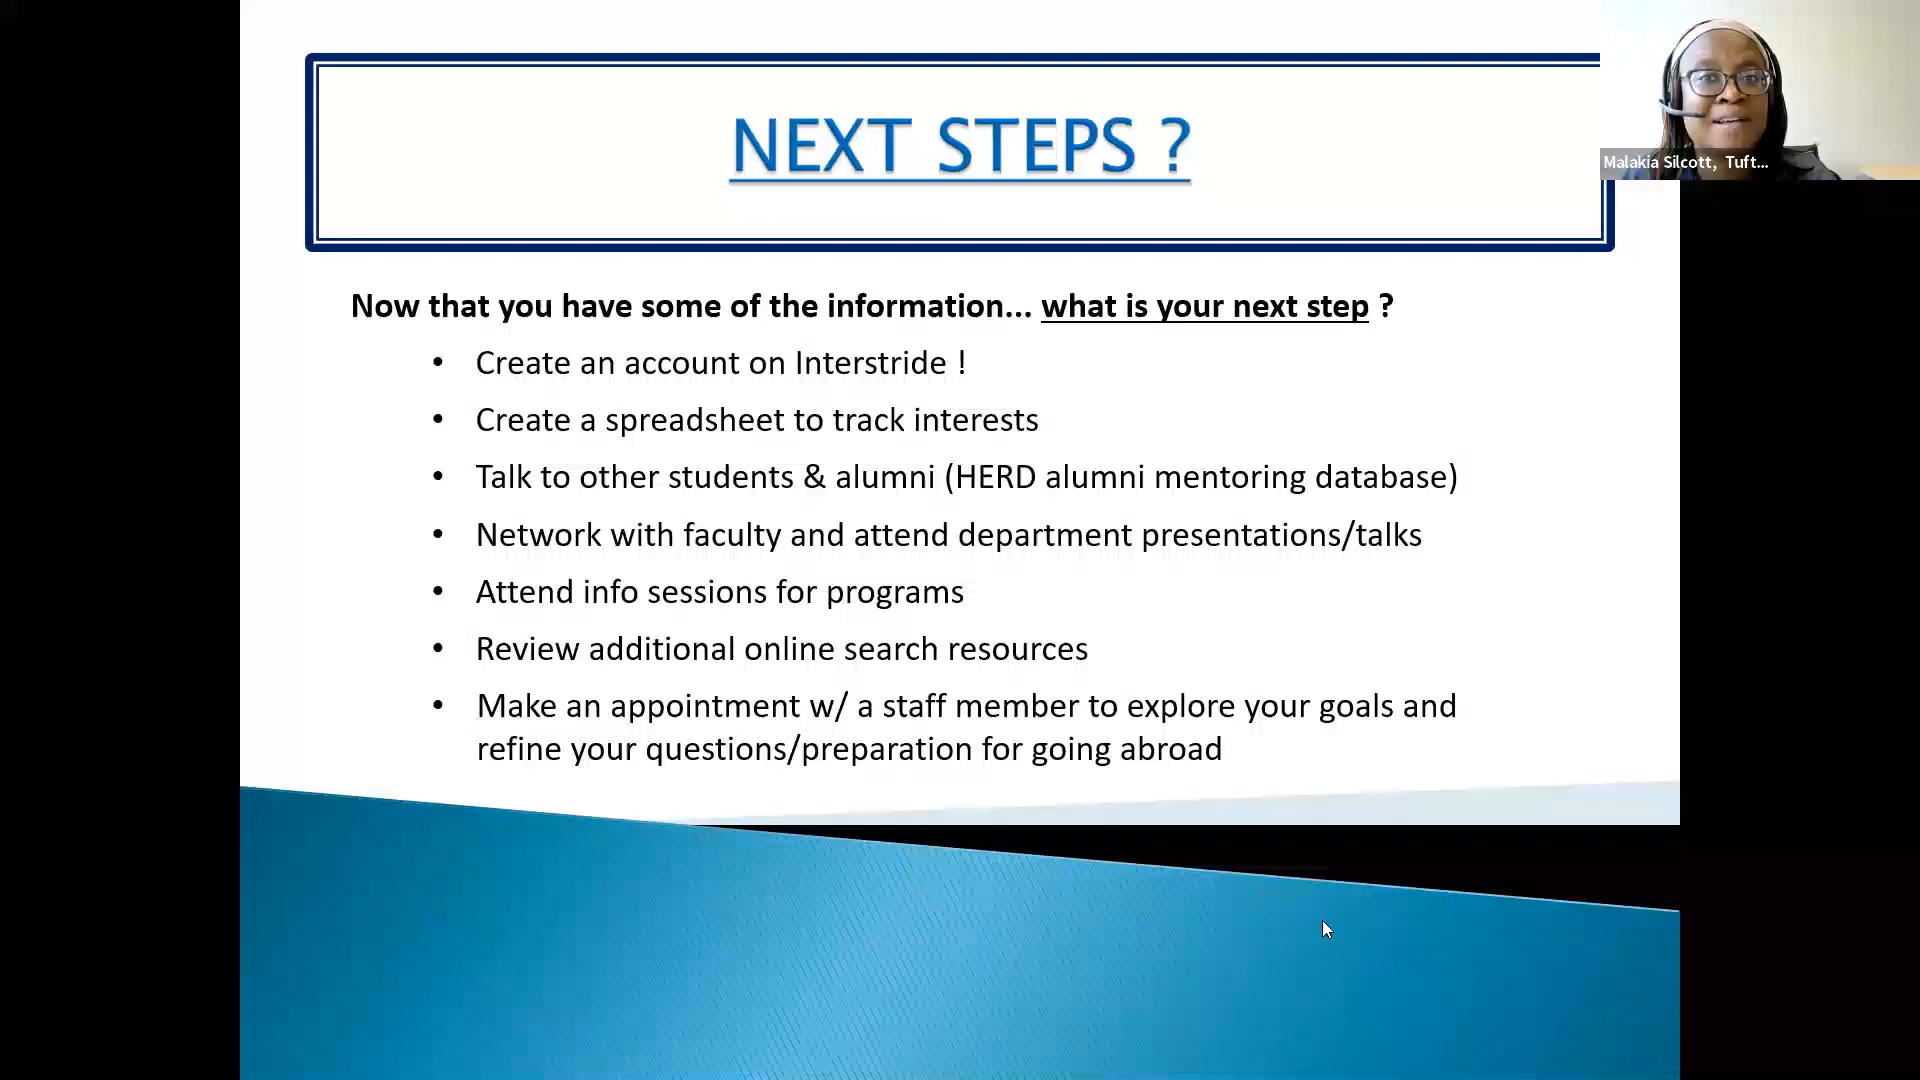 NEXT STEPS ?
Malakia Silcott, Tuft...
Now that you have some of the information... what is your next step ?
• Create an account on Interstride !
• Create a spreadsheet to track interests
• Talk to other students & alumni (HERD alumni mentoring database)
• Network with faculty and attend department presentations/talks
• Attend info sessions for programs
• Review additional online search resources
• Make an appointment w/ a staff member to explore your goals and
refine your questions/preparation for going abroad